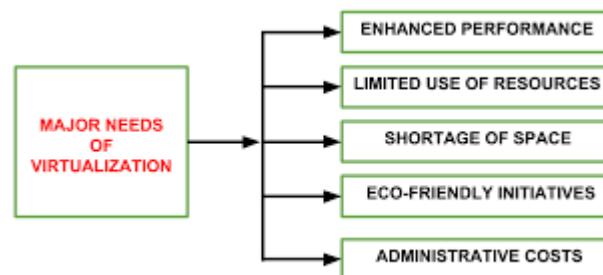 MAJOR NEEDS
OF
VIRTUALIZATION
ENHANCED PERFORMANCE
LIMITED USE OF RESOURCES
SHORTAGE OF SPACE
ECO-FRIENDLY INITIATIVES
ADMINISTRATIVE COSTS